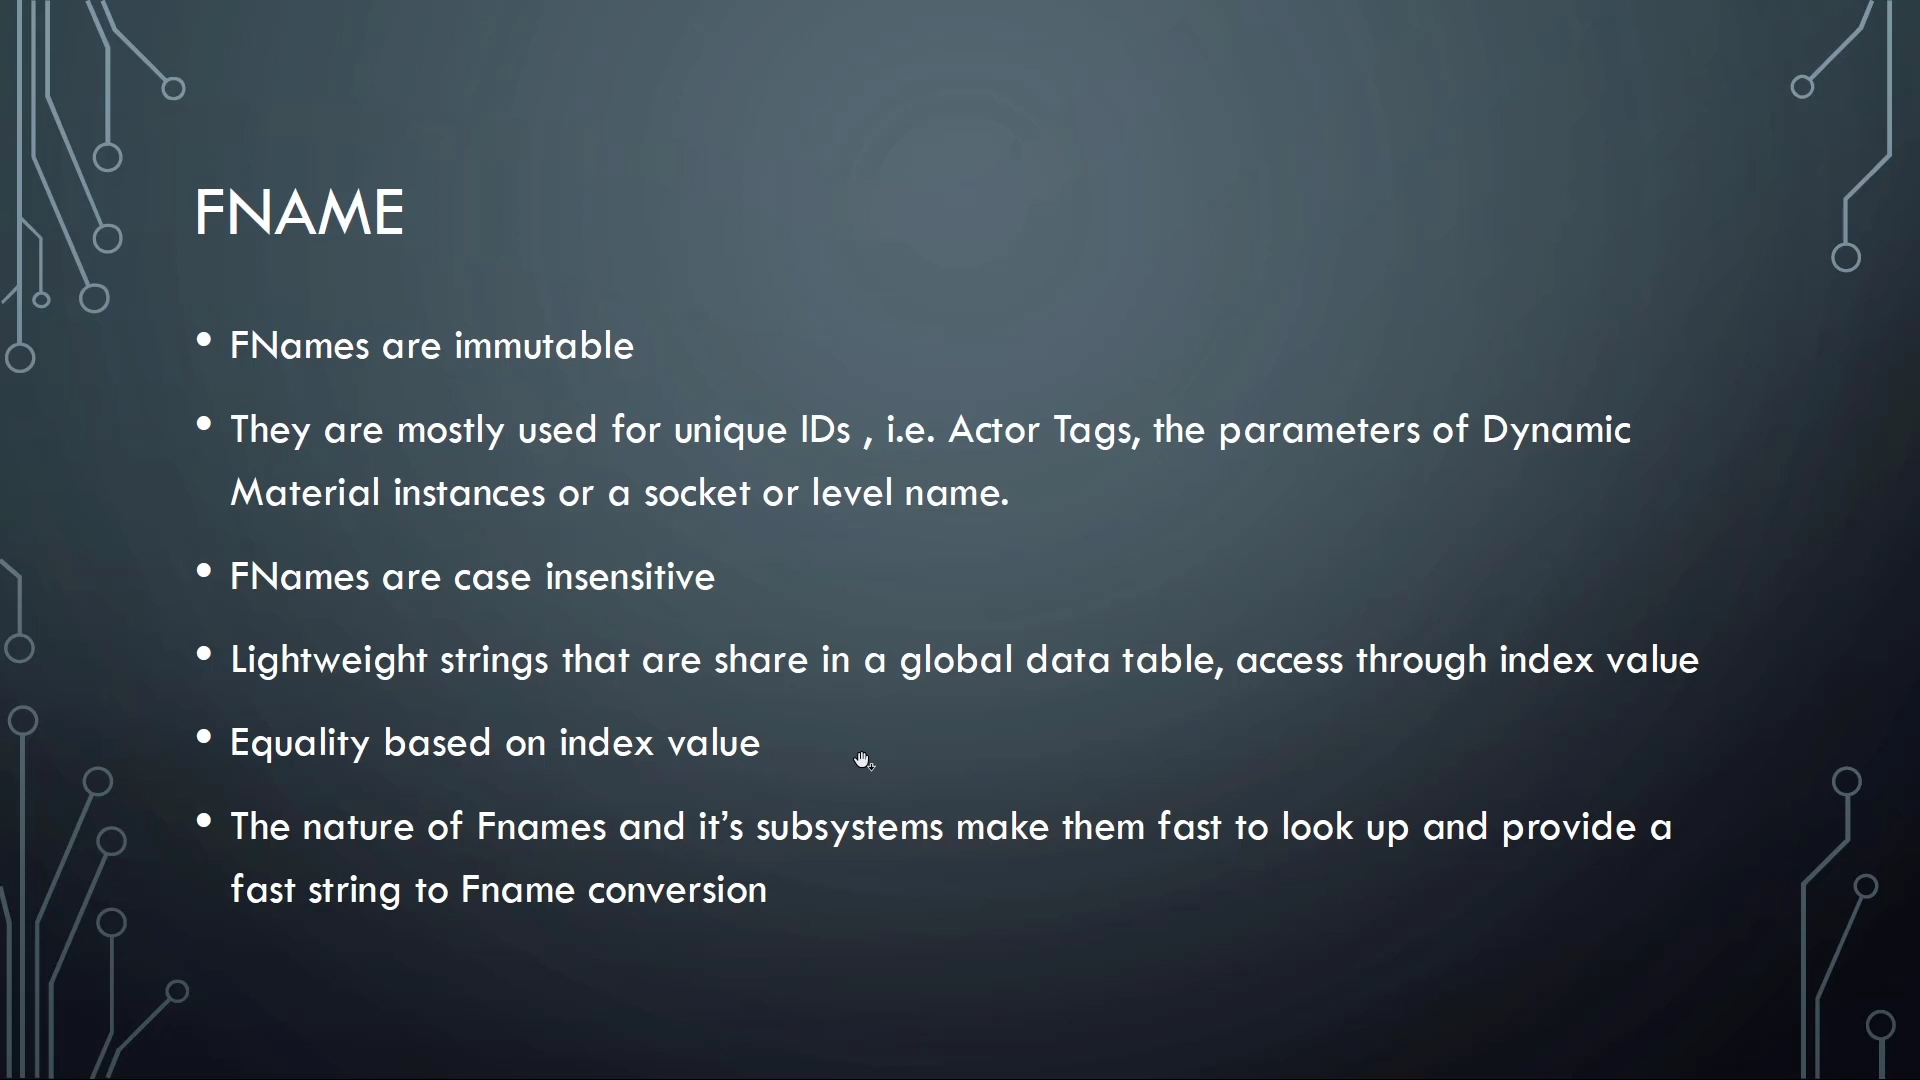 FNAME
• FNames are immutable
• They are mostly used for unique IDs , i.e. Actor Tags, the parameters of Dynamic
Material instances or a socket or level name.
• FNames are case insensitive
• Lightweight strings that are share in a global data table, access through index value
• Equality based on index value
• The nature of Fnames and it’s subsystems make them fast to look up and provide a
fast string to Fname conversion